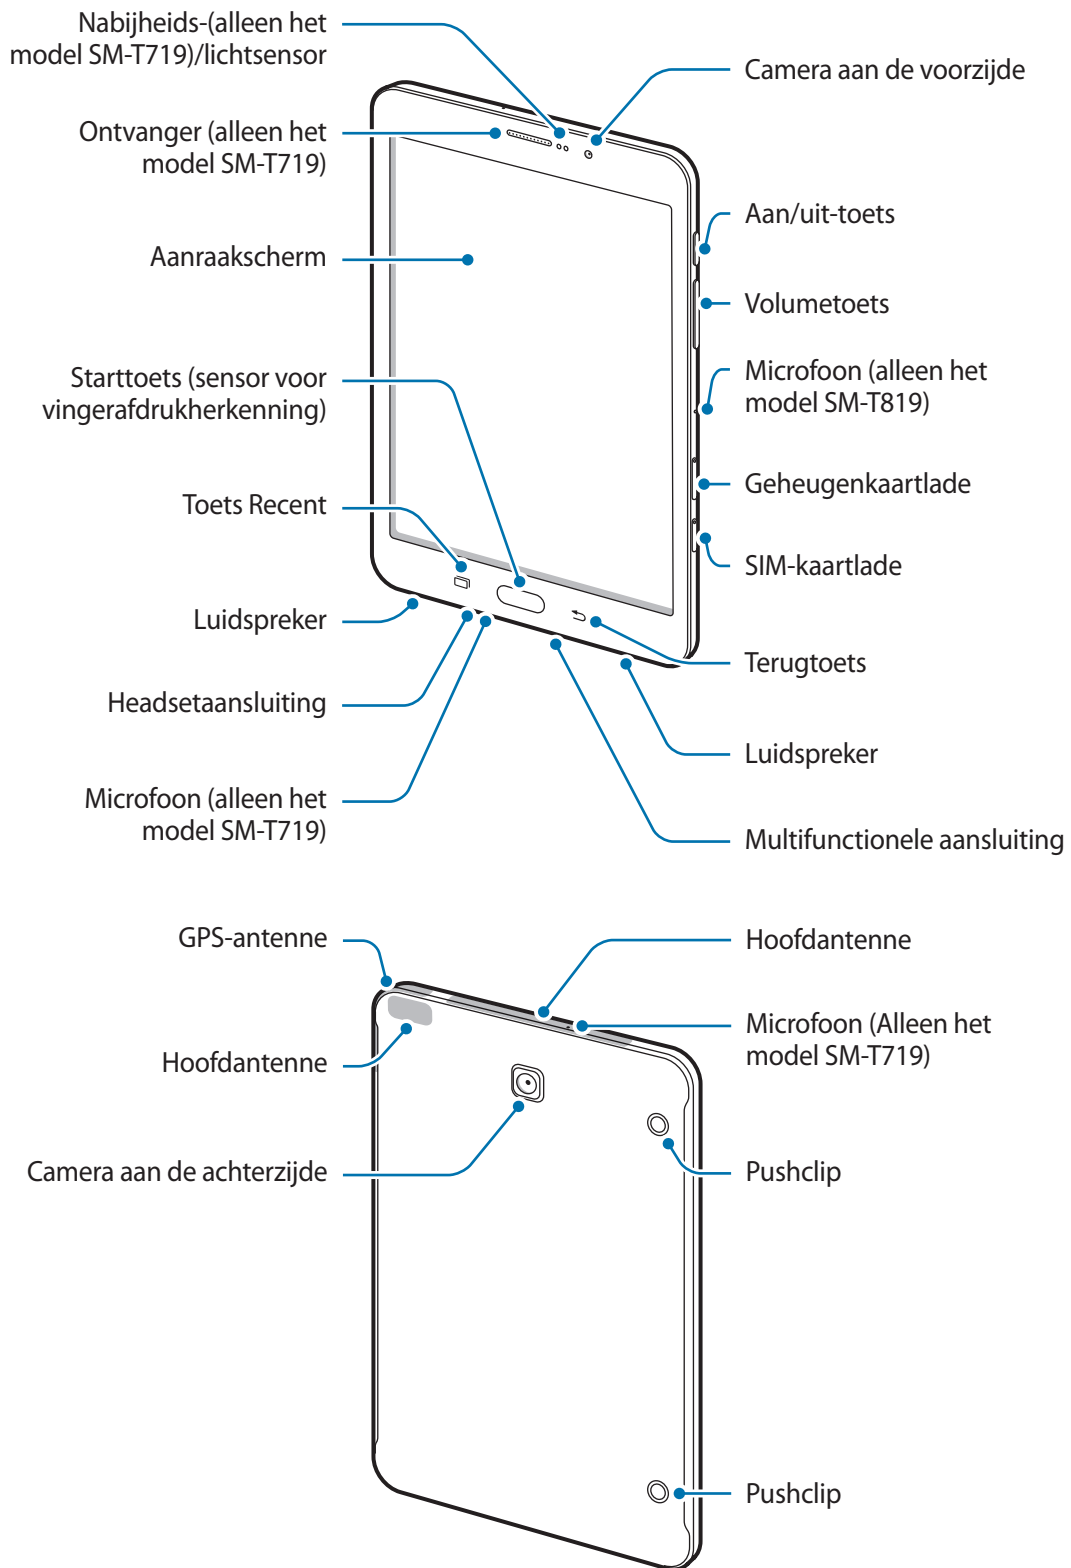 Nabijheids-(alleen het
model SM-T719)/lichtsensor
Ontvanger (alleen het
model SM-T719)
Aanraakscherm
Starttoets (sensor voor
vingerafdrukherkenning)
Toets Recent
Luidspreker
Headsetaansluiting
Microfoon (alleen het
model SM-T719)
Camera aan de voorzijde
Aan/uit-toets
Volumetoets
Microfoon (alleen het
model SM-T819)
Geheugenkaartlade
SIM-kaartlade
Terugtoets
Luidspreker
Multifunctionele aansluiting
GPS-antenne
Hoofdantenne
Camera aan de achterzijde
Hoofdantenne
Microfoon (Alleen het
model SM-T719)
Pushclip
Pushclip